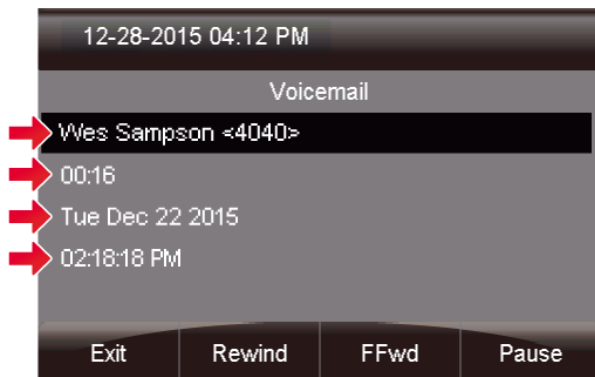 12-28-2015 04:12 PM
Voicemail
Wes Sampson <4040>
00:16
Tue Dec 22 2015
02:18:18 PM
Exit Rewind FFwd Pause